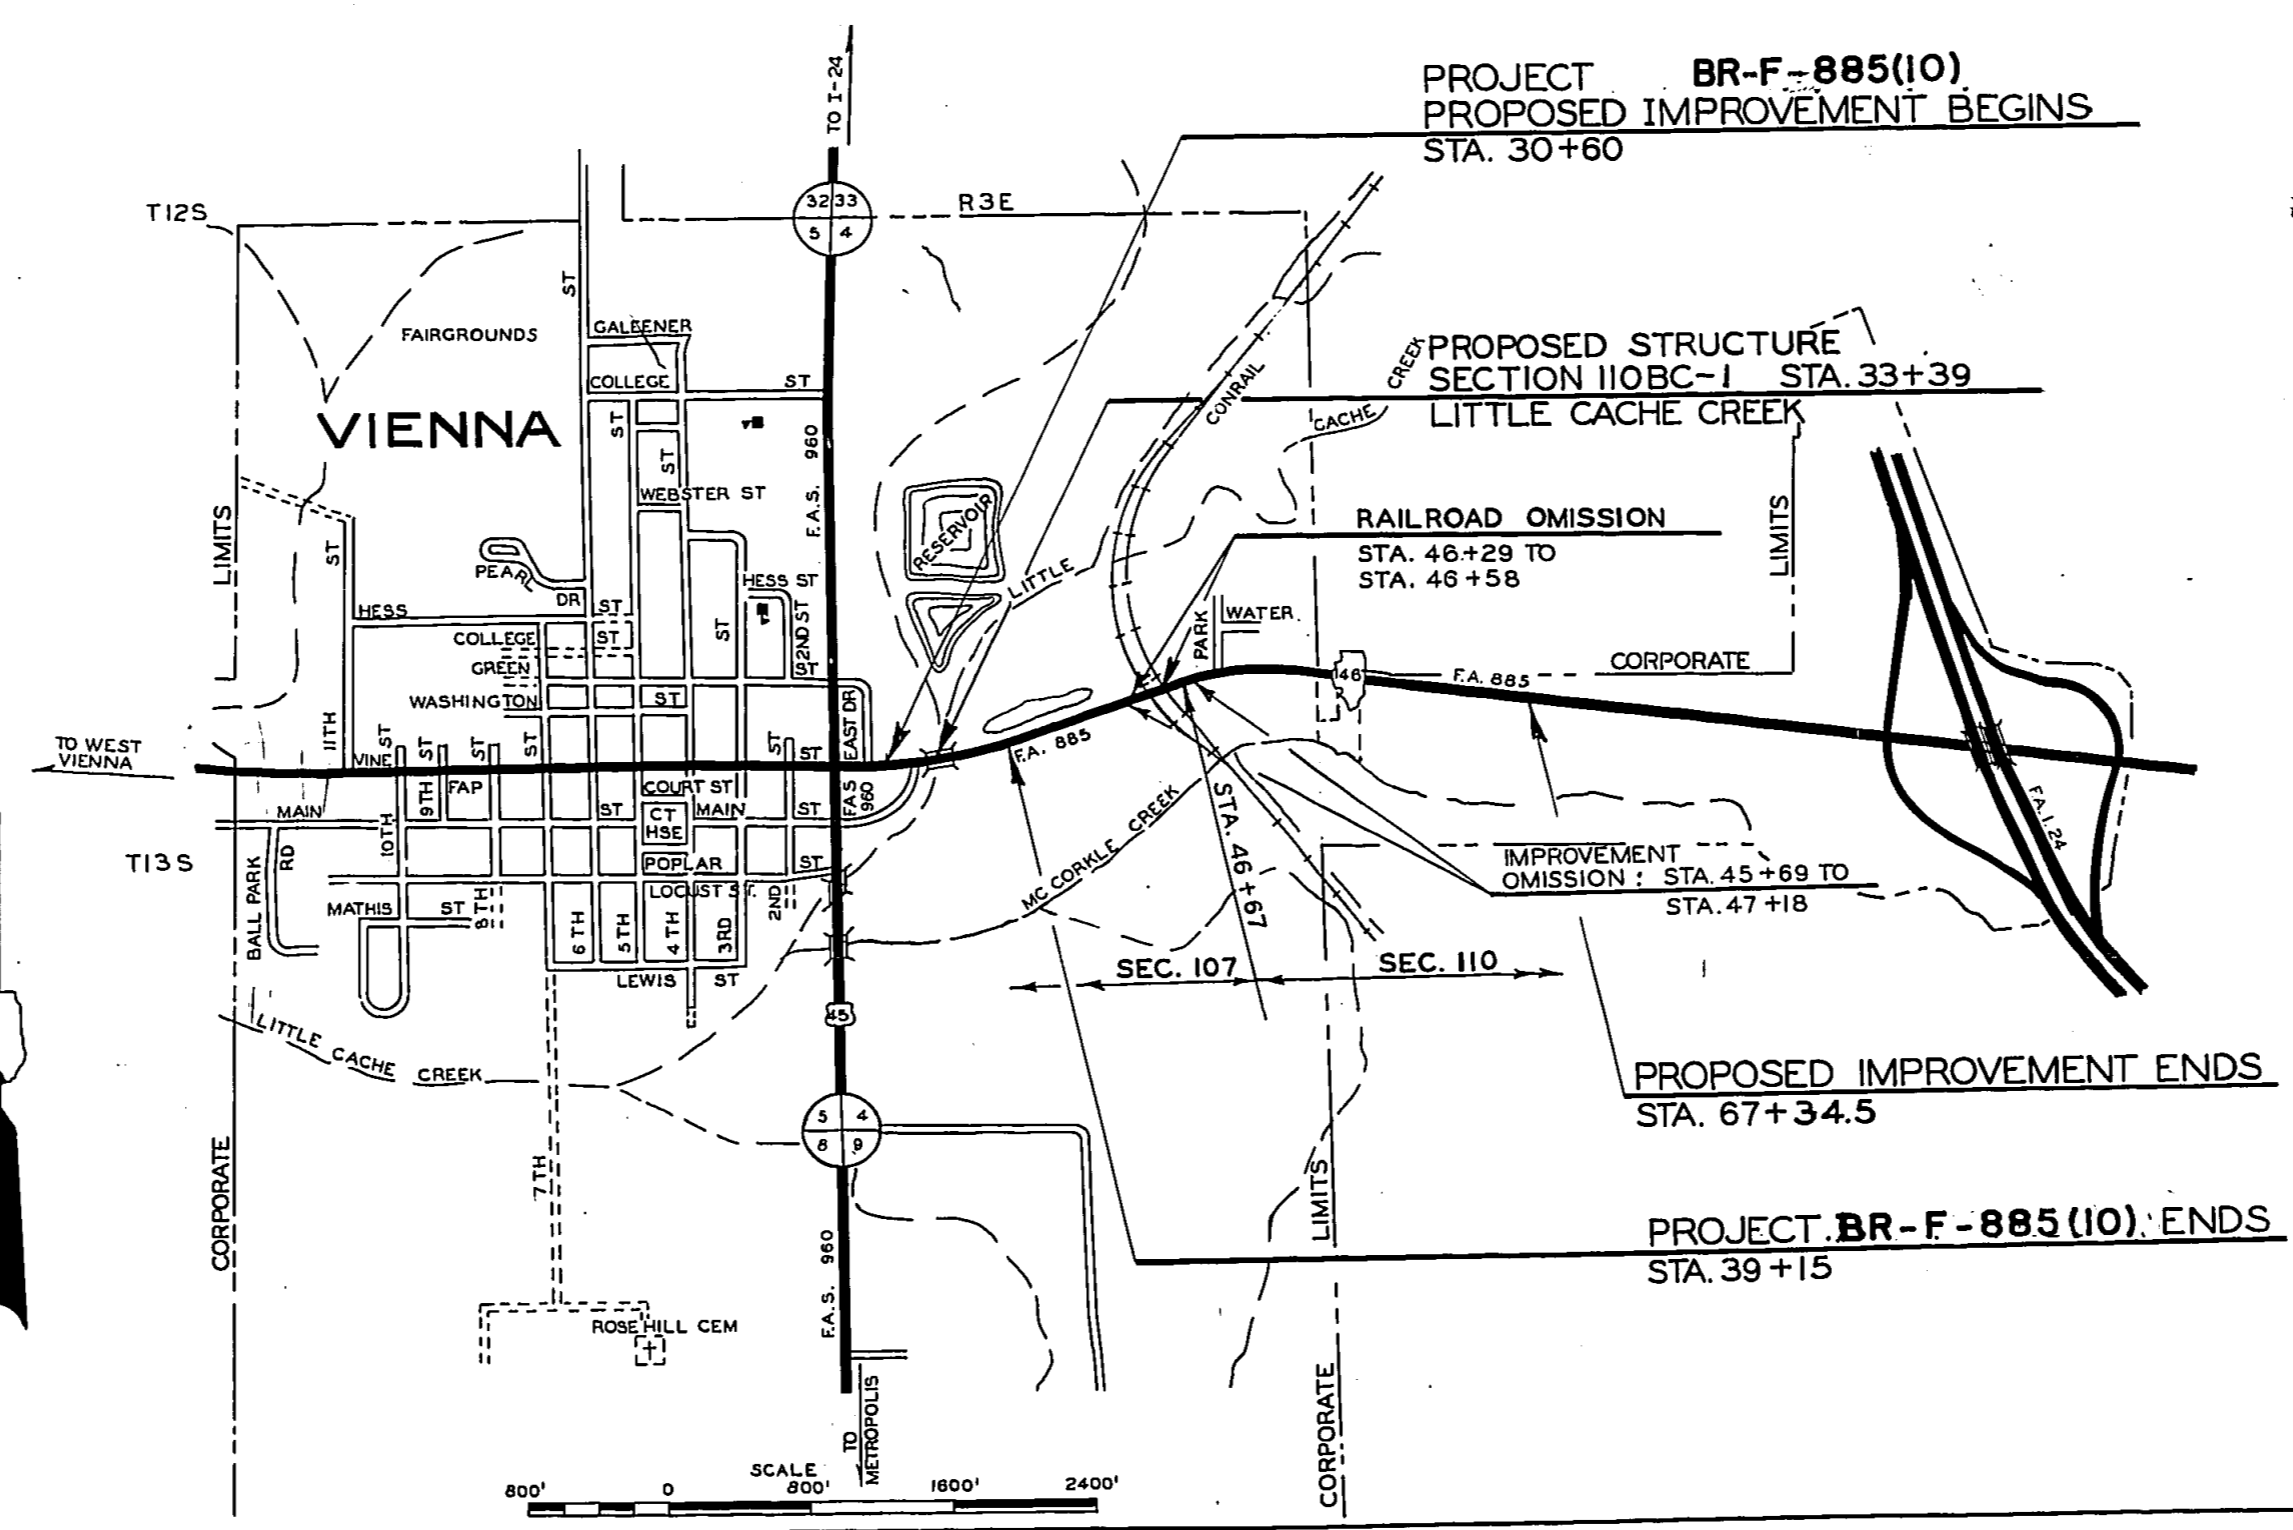 PROJECT BR-F-885(10)
PROPOSED IMPROVEMENT BEGINS
STA. 30+60
TO I-24
32 33
5 4
R3E
T12S
ST
FAIRGROUNDS
GALEENER
COLLEGE ST
VIENNA
ST
ST
F.A.S. 960
WEBSTER ST
LIMITS
ST
PEARL
DR
HESS ST
HESS ST
2ND ST
COLLEGE ST
GREEN
ST
ST
WASHINGTON ST
11TH
EAST DR
TO WEST
VIENNA
VINE ST
ST
ST
ST
ST
ST
9TH
FAP
COURT ST
FAS
960
MAIN
ST
CT
HSE
MAIN
ST
10TH
T13S
BALL PARK
RD
POPLAR
ST
LOCUST ST.
MATHIS ST
8TH
6TH
5TH
4TH
3RD
2ND
LEWIS ST
LITTLE CACHE CREEK
45
7TH
5 4
8 9
CORPORATE
F.A.S. 960
ROSE HILL CEM
TO
METROPOLIS
RESERVOIR
LITTLE
CONRAIL
CACHE
CREEK
PROPOSED STRUCTURE
SECTION 110BC-1 STA. 33+39
LITTLE CACHE CREEK
RAILROAD OMISSION
STA. 46+29 TO
STA. 46+58
LIMITS
PARK
WATER
146
F.A. 885
CORPORATE
F.A. 885
F.A.I. 24
MC CORKLE CREEK
STA. 46+67
IMPROVEMENT
OMISSION: STA. 45+69 TO
STA. 47+18
SEC. 107
SEC. 110
PROPOSED IMPROVEMENT ENDS
STA. 67+34.5
LIMITS
PROJECT BR-F-885(10) ENDS
STA. 39+15
CORPORATE
SCALE
800' 0 800' 1600' 2400'